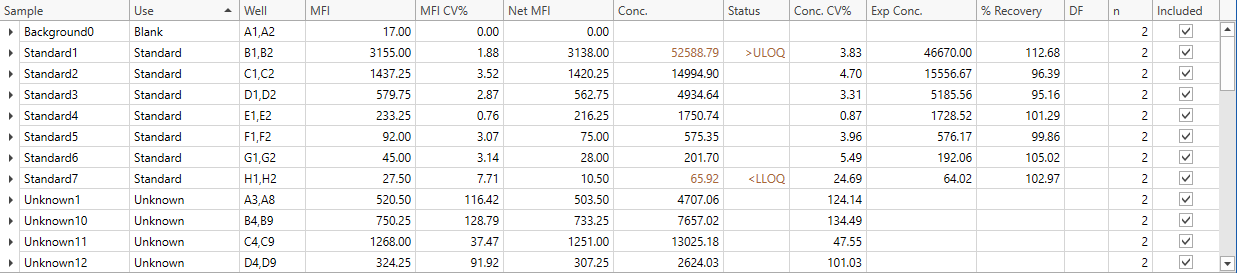 Sample Use Well MFI MFI CV% Net MFI Conc. Status Conc. CV% Exp Conc. % Recovery DF n Included
Background0 Blank A1,A2 17.00 0.00 0.00 2
Standard1 Standard B1,B2 3155.00 1.88 3138.00 52588.79 >ULOQ 3.83 46670.00 112.68 2
Standard2 Standard C1,C2 1437.25 3.52 1420.25 14994.90 4.70 15556.67 96.39 2
Standard3 Standard D1,D2 579.75 2.87 562.75 4934.64 3.31 5185.56 95.16 2
Standard4 Standard E1,E2 233.25 0.76 216.25 1750.74 0.87 1728.52 101.29 2
Standard5 Standard F1,F2 92.00 3.07 75.00 575.35 3.96 576.17 99.86 2
Standard6 Standard G1,G2 45.00 3.14 28.00 201.70 5.49 192.06 105.02 2
Standard7 Standard H1,H2 27.50 7.71 10.50 65.92 <LLOQ 24.69 64.02 102.97 2
Unknown1 Unknown A3,A8 520.50 116.42 503.50 4707.06 124.14 2
Unknown10 Unknown B4,B9 750.25 128.79 733.25 7657.02 134.49 2
Unknown11 Unknown C4,C9 1268.00 37.47 1251.00 13025.18 47.55 2
Unknown12 Unknown D4,D9 324.25 91.92 307.25 2624.03 101.03 2